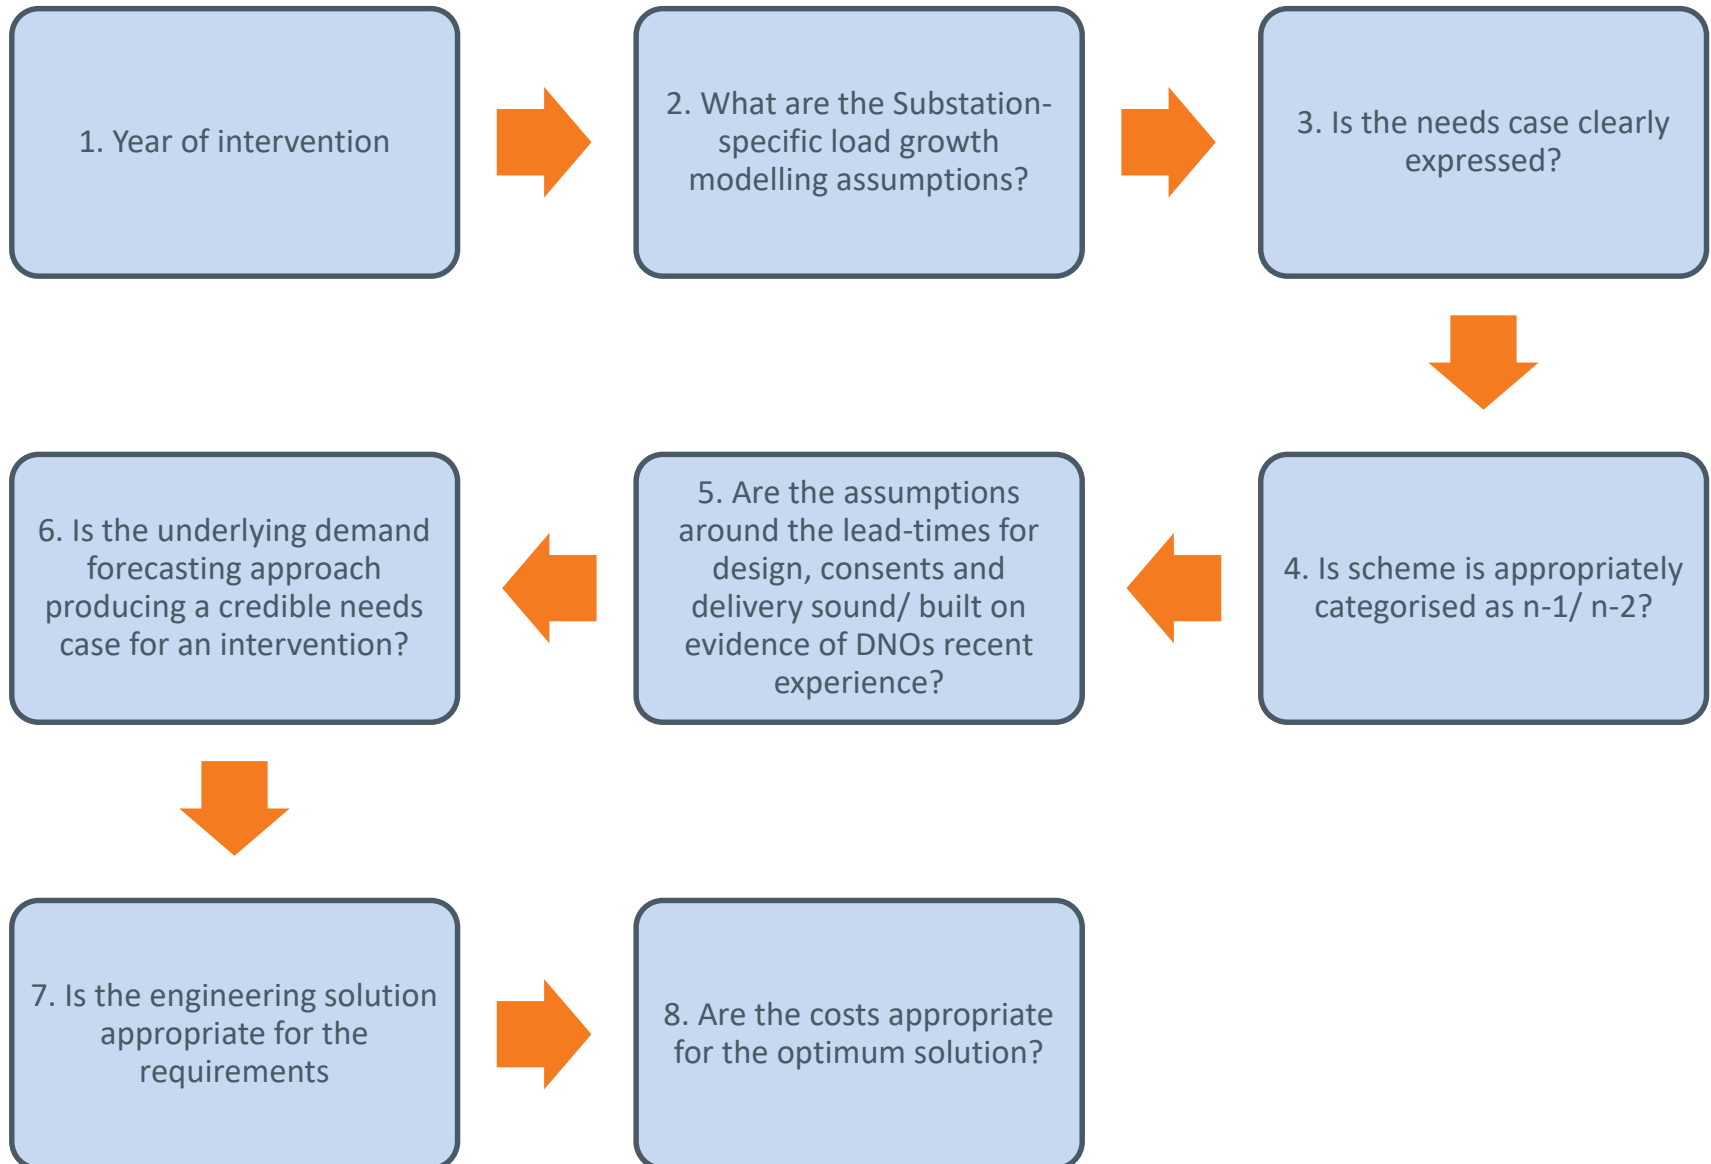 1. Year of intervention
2. What are the Substation-
specific load growth
modelling assumptions?
3. Is the needs case clearly
expressed?
4. Is scheme is appropriately
categorised as n-1/ n-2?
5. Are the assumptions
around the lead-times for
design, consents and
delivery sound/ built on
evidence of DNOs recent
experience?
6. Is the underlying demand
forecasting approach
producing a credible needs
case for an intervention?
7. Is the engineering solution
appropriate for the
requirements
8. Are the costs appropriate
for the optimum solution?